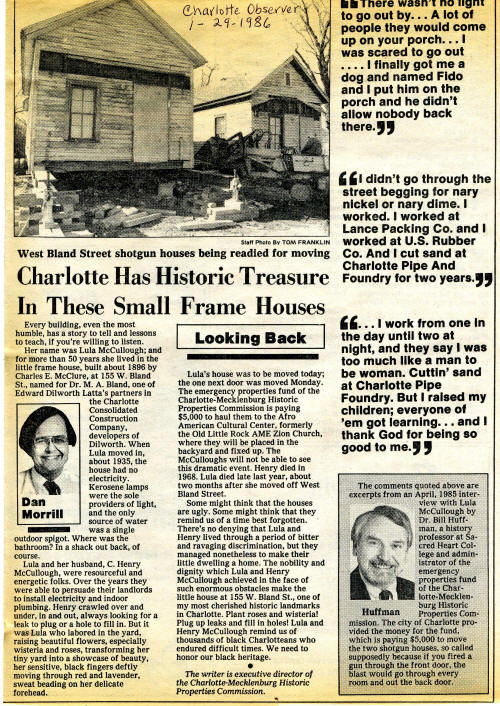 Charlotte Observer
1-29-1986
Staff Photo By TOM FRANKLIN
West Bland Street shotgun houses being readied for moving
Charlotte Has Historic Treasure
In These Small Frame Houses
Every building, even the most
humble, has a story to tell and lessons
to teach, if you're willing to listen.
Her name was Lula McCullough; and
for more than 50 years she lived in the
little frame house, built about 1896 by
Charles E. McClure, at 155 W. Bland
St., named for Dr. M. A. Bland, one of
Edward Dilworth Latta's partners in
the Charlotte
Consolidated
Construction
Company,
developers of
Dilworth. When
Lula moved in,
about 1935, the
house had no
electricity.
Kerosene lamps
were the sole
providers of light,
and the only
source of water
was a single
outdoor spigot. Where was the
bathroom? In a shack out back, of
course.
Lula and her husband, C. Henry
McCullough, were resourceful and
energetic folks. Over the years they
were able to persuade their landlords
to install electricity and indoor
plumbing. Henry crawled over and
under, in and out, always looking for a
leak to plug or a hole to fill in. But it
was Lula who labored in the yard,
raising beautiful flowers, especially
wisteria and roses, transforming her
tiny yard into a showcase of beauty,
her sensitive, black fingers deftly
moving through red and lavender,
sweat beading on her delicate
forehead.
Dan
Morrill
Looking Back
Lula's house was to be moved today;
the one next door was moved Monday.
The emergency properties fund of the
Charlotte-Mecklenburg Historic
Properties Commission is paying
$5,000 to haul them to the Afro
American Cultural Center, formerly
the Old Little Rock AME Zion Church,
where they will be placed in the
backyard and fixed up. The
McCulloughs will not be able to see
this dramatic event. Henry died in
1968. Lula died late last year, about
two months after she moved off West
Bland Street.
Some might think that the houses
are ugly. Some might think that they
remind us of a time best forgotten.
There's no denying that Lula and
Henry lived through a period of bitter
and ravaging discrimination, but they
managed nonetheless to make their
little dwelling a home. The nobility and
dignity which Lula and Henry
McCullough achieved in the face of
such enormous obstacles make the
little house at 155 W. Bland St., one of
my most cherished historic landmarks
in Charlotte. Plant roses and wisteria!
Plug up leaks and fill in holes! Lula and
Henry McCullough remind us of
thousands of black Charlotteans who
endured difficult times. We need to
honor our black heritage.
The writer is executive director of
the Charlotte-Mecklenburg Historic
Properties Commission.
"There wasn't no light
to go out by... A lot of
people they would come
up on your porch... I
was scared to go out
.... I finally got me a
dog and named Fido
and I put him on the
porch and he didn't
allow nobody back
there."
"I didn't go through the
street begging for nary
nickel or nary dime. I
worked. I worked at
Lance Packing Co. and I
worked at U.S. Rubber
Co. And I cut sand at
Charlotte Pipe And
Foundry for two years."
"... I work from one in
the day until two at
night, and they say I was
too much like a man to
be woman. Cuttin' sand
at Charlotte Pipe
Foundry. But I raised my
children; everyone of
'em got learning... and I
thank God for being so
good to me."
The comments quoted above are
excerpts from an April, 1985 inter-
view with Lula
McCullough by
Dr. Bill Huff-
man, a history
professor at Sa-
cred Heart Col-
lege and admin-
istrator of the
emergency
properties fund
of the Char-
lotte-Mecklen-
burg Historic
Properties Com-
mission. The city of Charlotte pro-
vided the money for the fund,
which is paying $5,000 to move
the two shotgun houses, so called
supposedly because if you fired a
gun through the front door, the
blast would go through every
room and out the back door.
Huffman